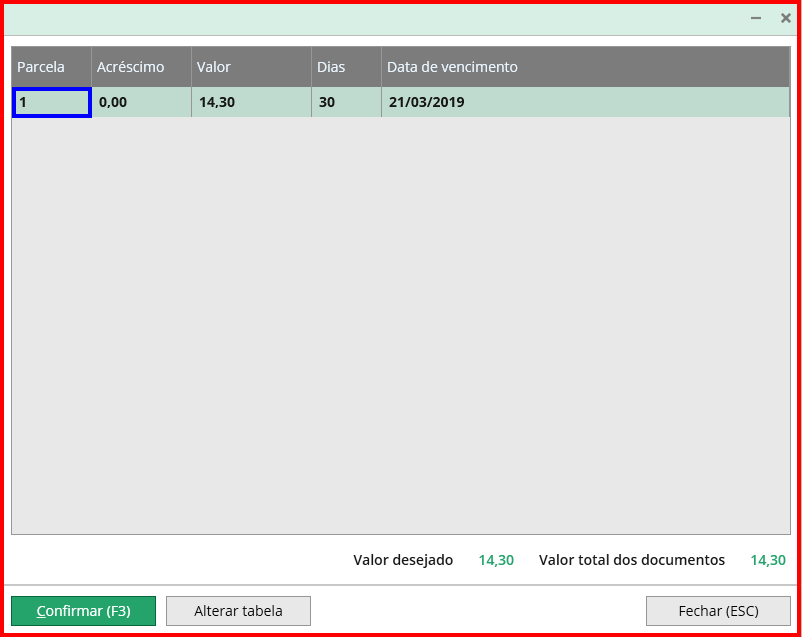 Parcela Acréscimo Valor Dias Data de vencimento
1 0,00 14,30 30 21/03/2019
Valor desejado 14,30 Valor total dos documentos 14,30
Confirmar (F3) Alterar tabela Fechar (ESC)